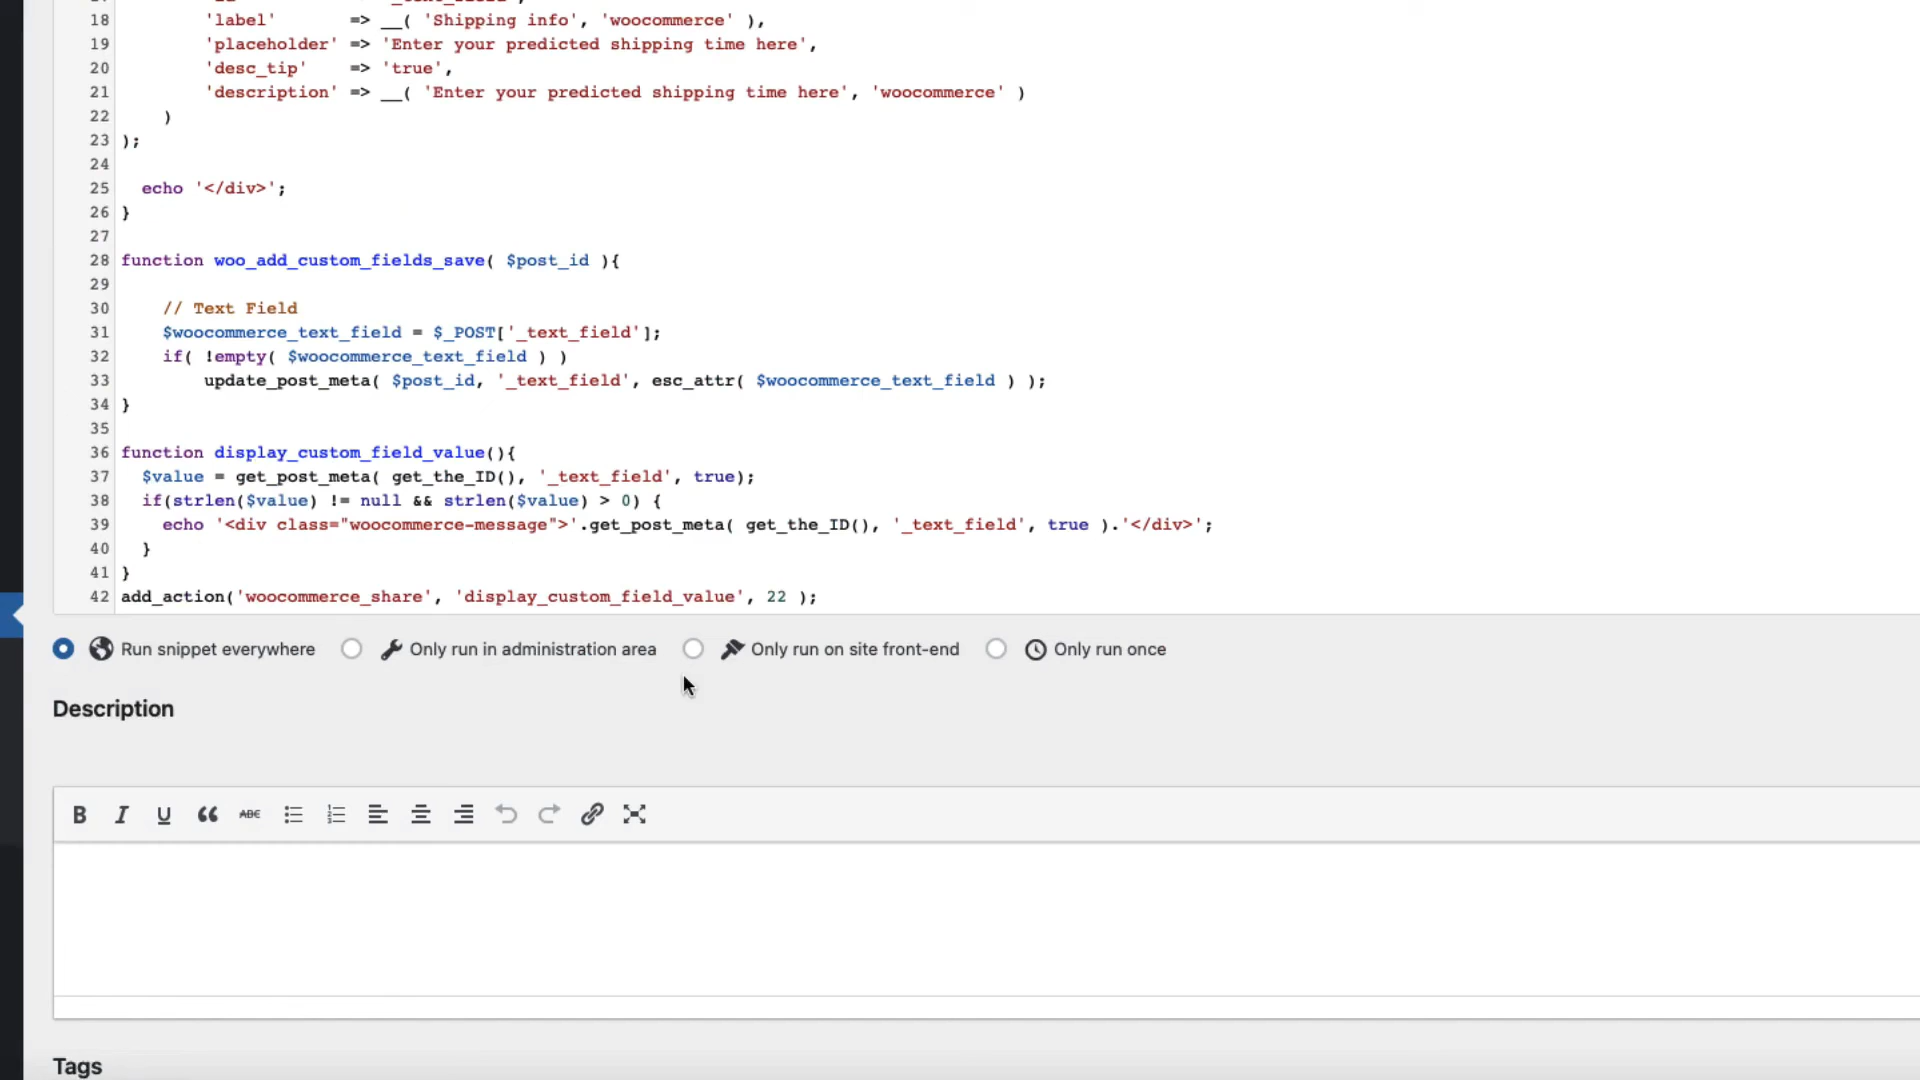 18 'label' => __( 'Shipping info', 'woocommerce' ),
19 'placeholder' => 'Enter your predicted shipping time here',
20 'desc_tip' => 'true',
21 'description' => __( 'Enter your predicted shipping time here', 'woocommerce' )
22 )
23 );
24
25 echo '</div>';
26 }
27
28 function woo_add_custom_fields_save( $post_id ){
29
30 // Text Field
31 $woocommerce_text_field = $_POST['_text_field'];
32 if( !empty( $woocommerce_text_field ) )
33 update_post_meta( $post_id, '_text_field', esc_attr( $woocommerce_text_field ) );
34 }
35
36 function display_custom_field_value(){
37 $value = get_post_meta( get_the_ID(), '_text_field', true);
38 if(strlen($value) != null && strlen($value) > 0) {
39 echo '<div class="woocommerce-message">'.get_post_meta( get_the_ID(), '_text_field', true ).'</div>';
40 }
41 }
42 add_action('woocommerce_share', 'display_custom_field_value', 22 );
Run snippet everywhere Only run in administration area Only run on site front-end Only run once
Description
B I U ABC
Tags